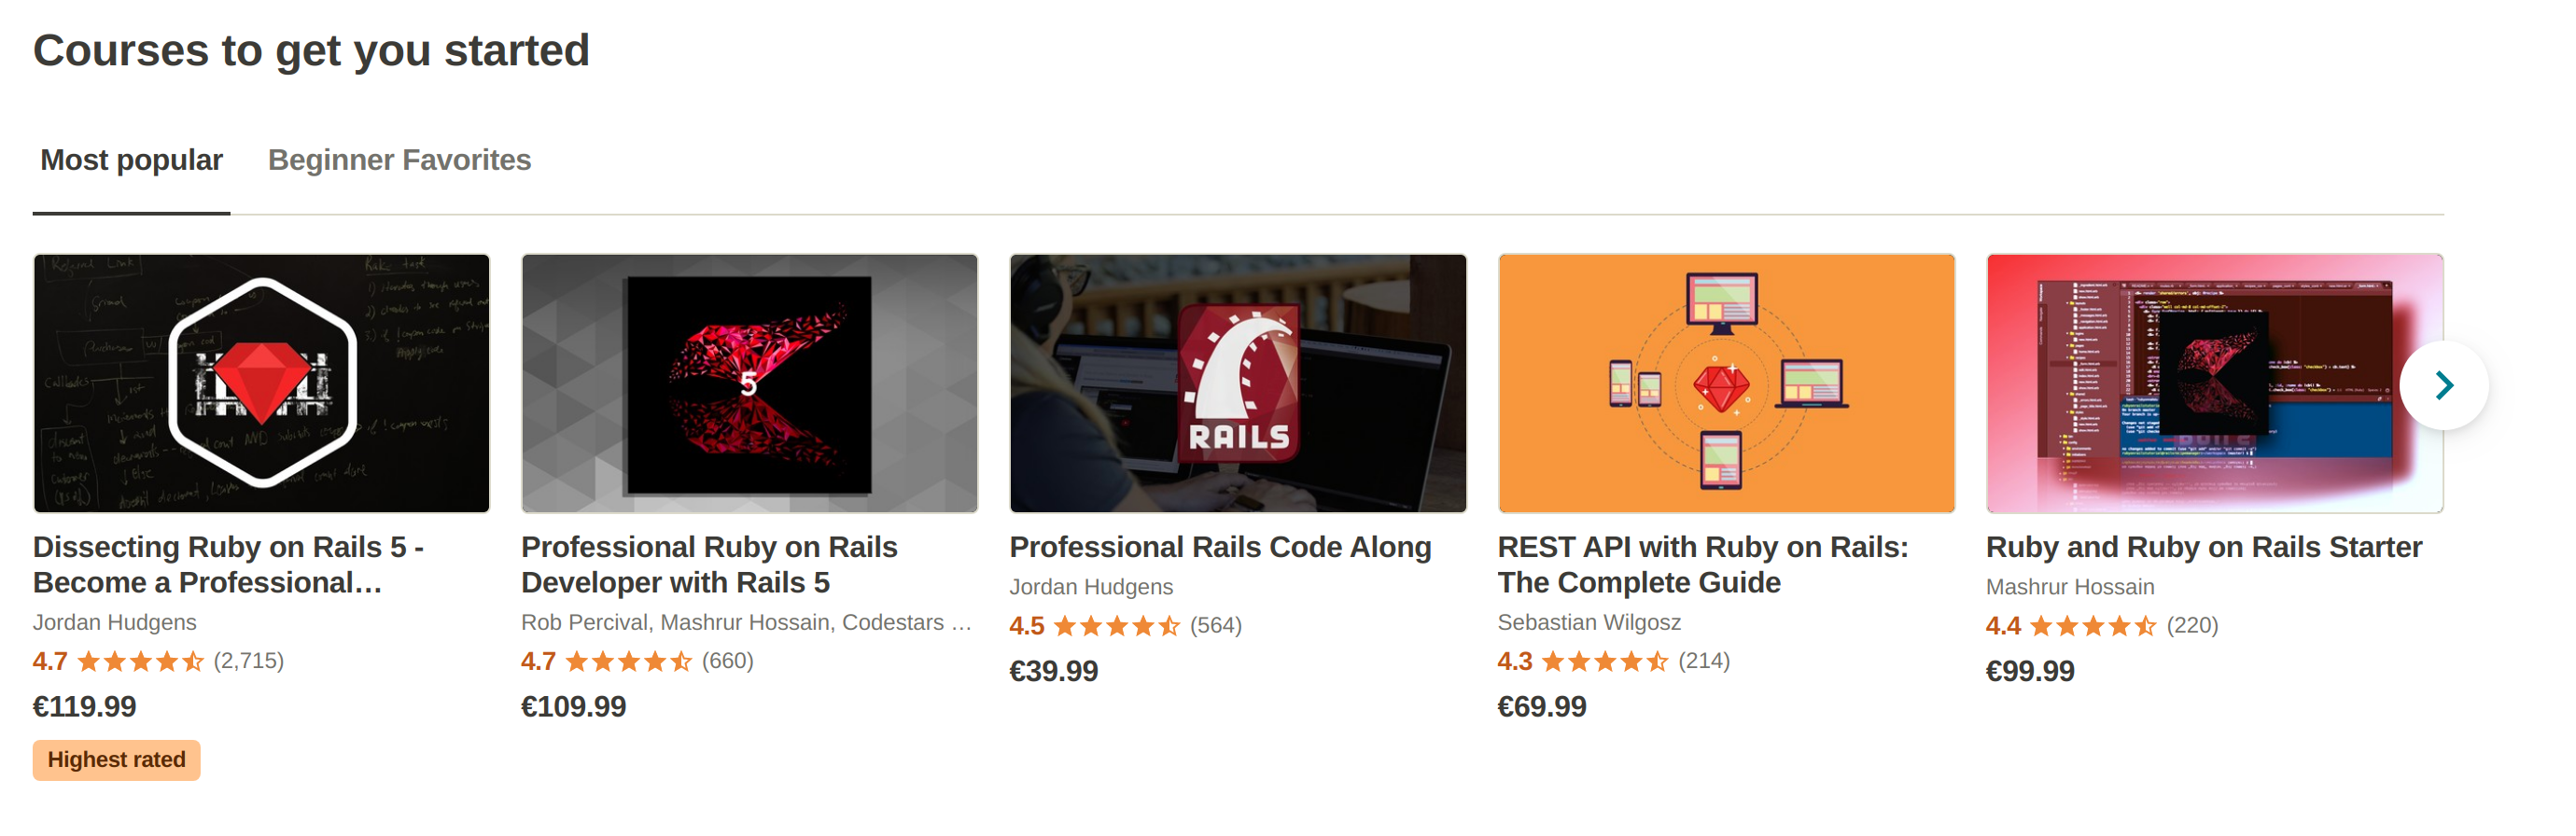 Courses to get you started
Most popular
Beginner Favorites
5
RAILS
Dissecting Ruby on Rails 5 -
Become a Professional…
Jordan Hudgens
4.7 (2,715)
€119.99
Highest rated
Professional Ruby on Rails
Developer with Rails 5
Rob Percival, Mashrur Hossain, Codestars …
4.7 (660)
€109.99
Professional Rails Code Along
Jordan Hudgens
4.5 (564)
€39.99
REST API with Ruby on Rails:
The Complete Guide
Sebastian Wilgosz
4.3 (214)
€69.99
Ruby and Ruby on Rails Starter
Mashrur Hossain
4.4 (220)
€99.99